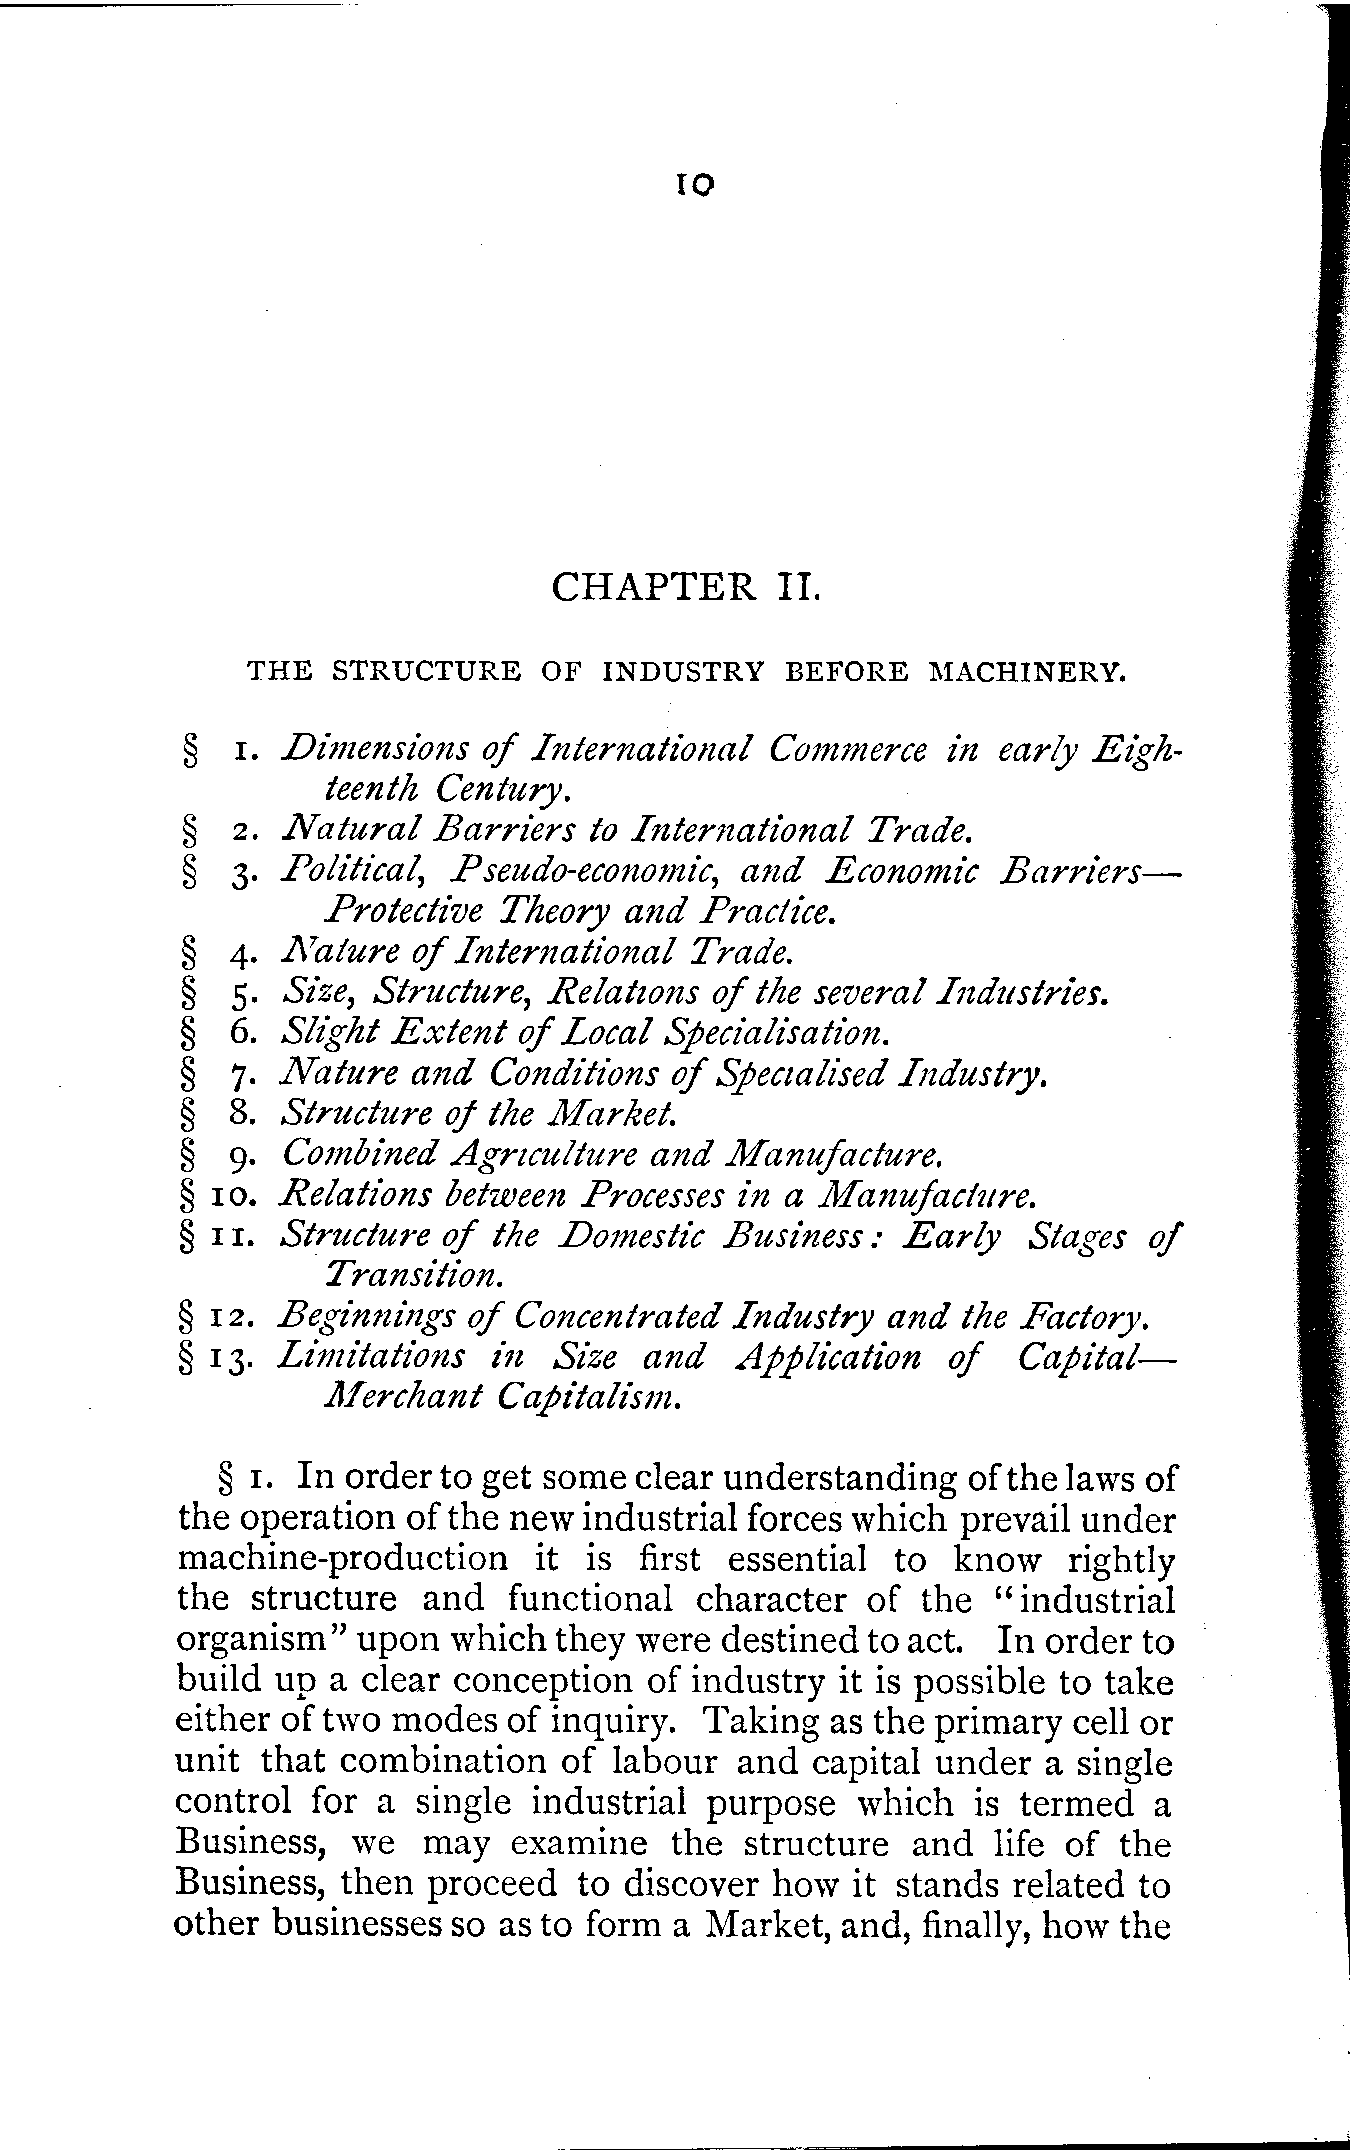 10
CHAPTER II.
THE STRUCTURE OF INDUSTRY BEFORE MACHINERY.
§ 1. Dimensions of International Commerce in early Eigh-
teenth Century.
§ 2. Natural Barriers to International Trade.
§ 3. Political, Pseudo-economic, and Economic Barriers—
Protective Theory and Practice.
§ 4. Nature of International Trade.
§ 5. Size, Structure, Relations of the several Industries.
§ 6. Slight Extent of Local Specialisation.
§ 7. Nature and Conditions of Specialised Industry.
§ 8. Structure of the Market.
§ 9. Combined Agriculture and Manufacture.
§ 10. Relations between Processes in a Manufacture.
§ 11. Structure of the Domestic Business: Early Stages of
Transition.
§ 12. Beginnings of Concentrated Industry and the Factory.
§ 13. Limitations in Size and Application of Capital—
Merchant Capitalism.
§ 1. In order to get some clear understanding of the laws of
the operation of the new industrial forces which prevail under
machine-production it is first essential to know rightly
the structure and functional character of the "industrial
organism" upon which they were destined to act. In order to
build up a clear conception of industry it is possible to take
either of two modes of inquiry. Taking as the primary cell or
unit that combination of labour and capital under a single
control for a single industrial purpose which is termed a
Business, we may examine the structure and life of the
Business, then proceed to discover how it stands related to
other businesses so as to form a Market, and, finally, how the